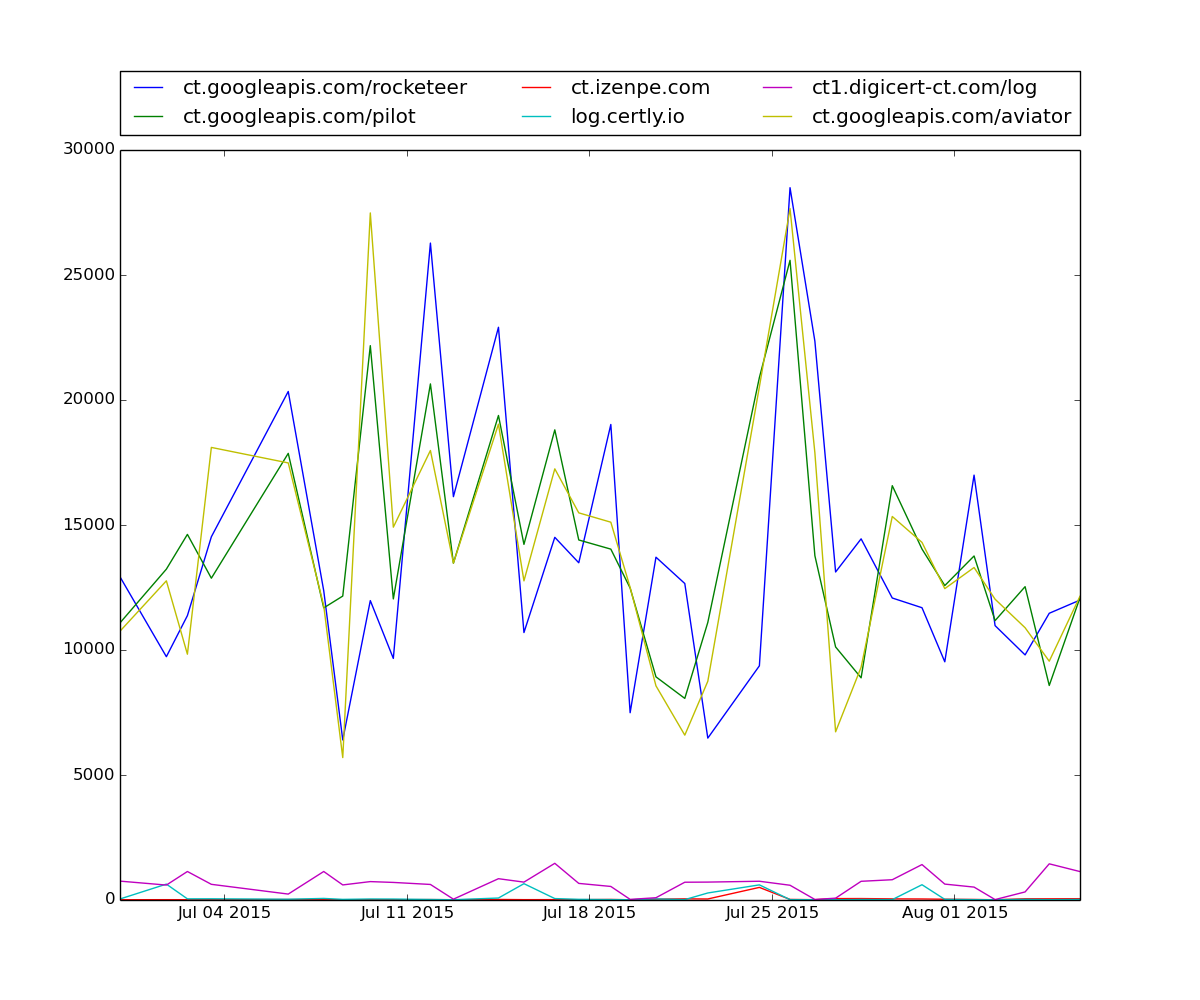 ct.googleapis.com/rocketeer ct.izenpe.com ct1.digicert-ct.com/log
ct.googleapis.com/pilot log.certly.io ct.googleapis.com/aviator
30000
25000
20000
15000
10000
5000
0
Jul 04 2015 Jul 11 2015 Jul 18 2015 Jul 25 2015 Aug 01 2015